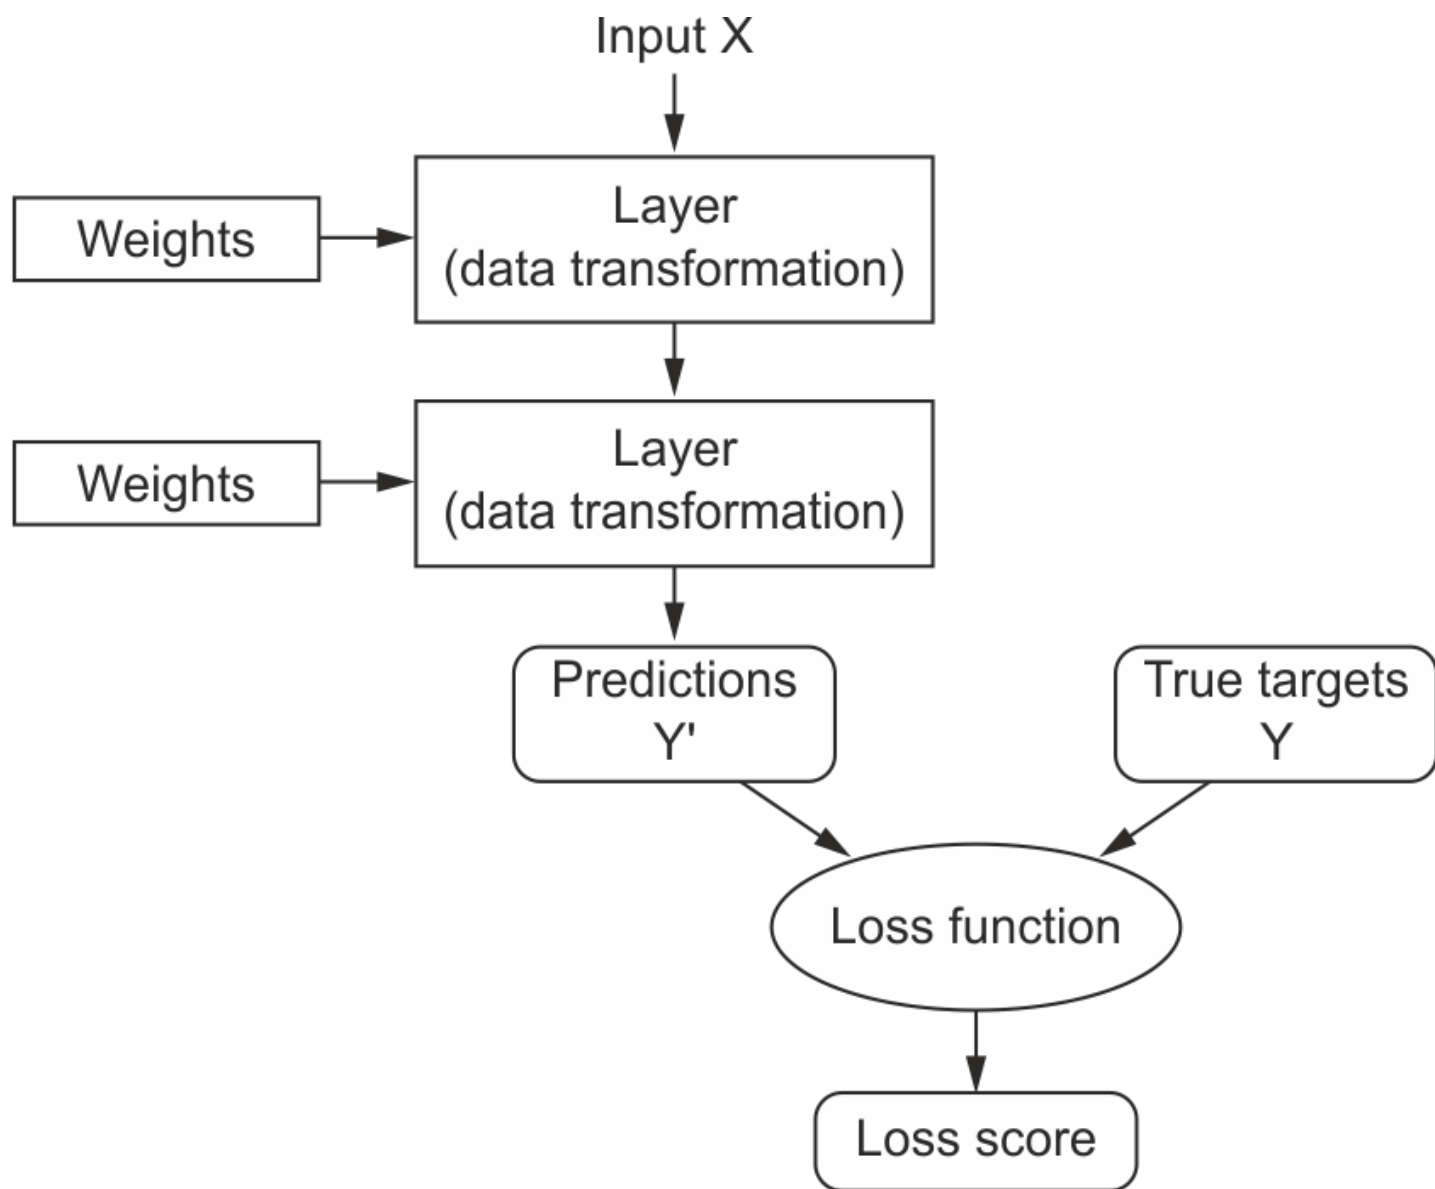 Input X
Weights
Layer
(data transformation)
Weights
Layer
(data transformation)
Predictions
Y'
True targets
Y
Loss function
Loss score